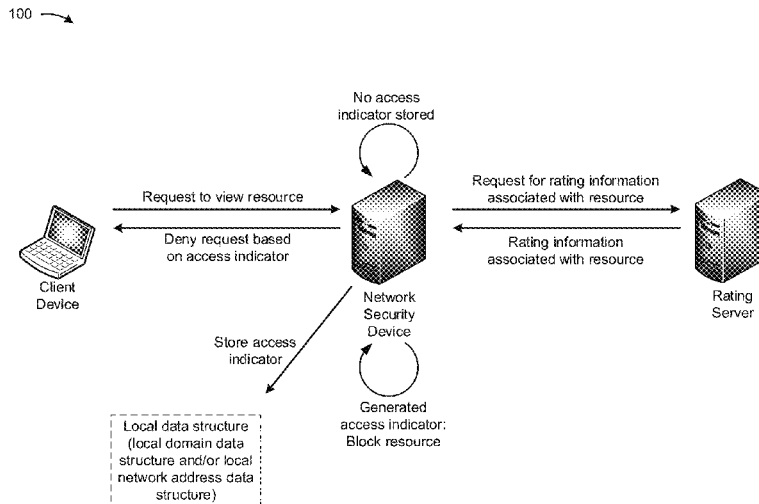 100
No access
indicator stored
Request to view resource
Request for rating information
associated with resource
Deny request based
on access indicator
Rating information
associated with resource
Client
Device
Network
Security
Device
Rating
Server
Store access
indicator
Generated
access indicator:
Block resource
Local data structure
(local domain data
structure and/or local
network address data
structure)